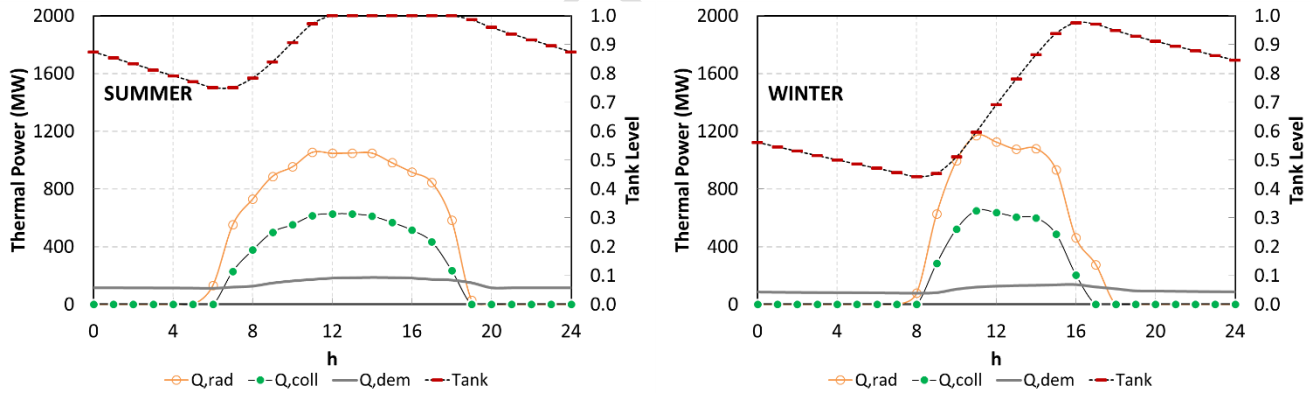 2000 1.0 2000 1.0
0.9 0.9
1600 0.8 1600 0.8
SUMMER WINTER
0.7 0.7
1200 0.6 1200 0.6
0.5 0.5
800 0.4 800 0.4
0.3 0.3
400 0.2 400 0.2
0.1 0.1
0 0.0 0 0.0
Thermal Power (MW) Tank Level Thermal Power (MW) Tank Level
0 4 8 12 16 20 24 0 4 8 12 16 20 24
h h
Q,rad Q,coll Q,dem Tank Q,rad Q,coll Q,dem Tank